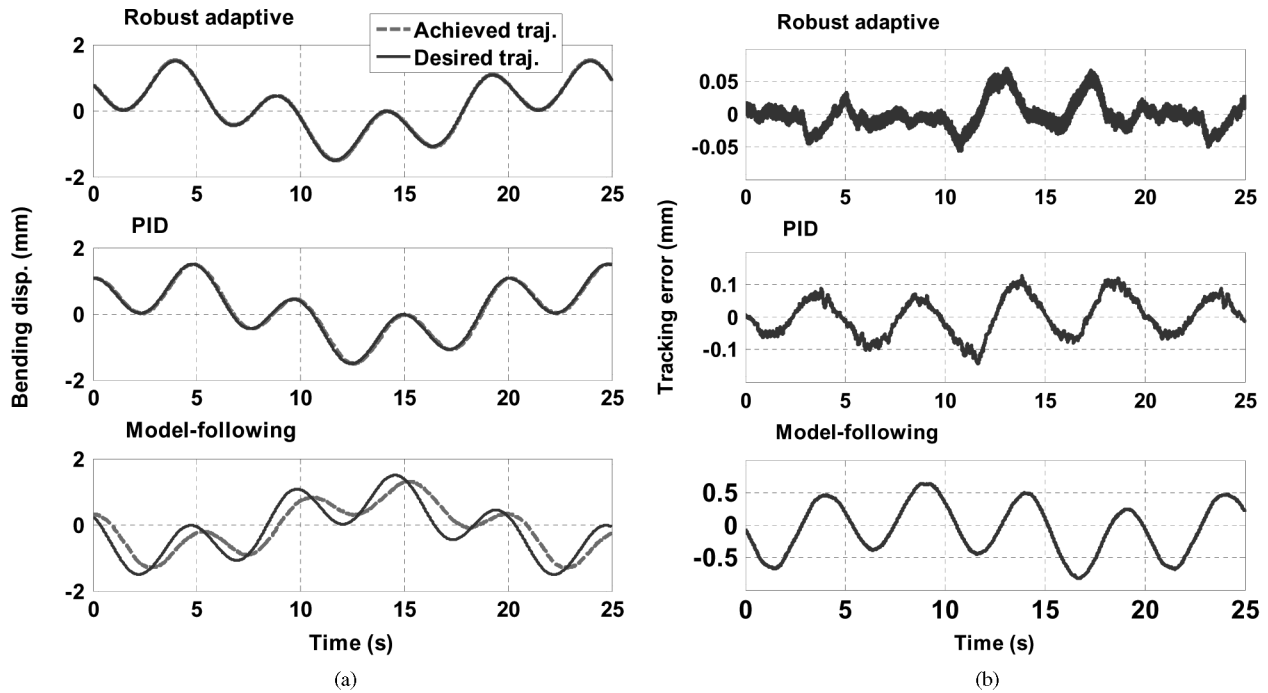 Robust adaptive
Achieved traj.
Desired traj.
2
0
-2
0 5 10 15 20 25
PID
2
0
-2
0 5 10 15 20 25
Model-following
2
0
-2
0 5 10 15 20 25
Bending disp. (mm)
Time (s)
(a)
Robust adaptive
0.05
0
-0.05
0 5 10 15 20 25
PID
0.1
0
-0.1
0 5 10 15 20 25
Model-following
0.5
0
-0.5
0 5 10 15 20 25
Tracking error (mm)
Time (s)
(b)